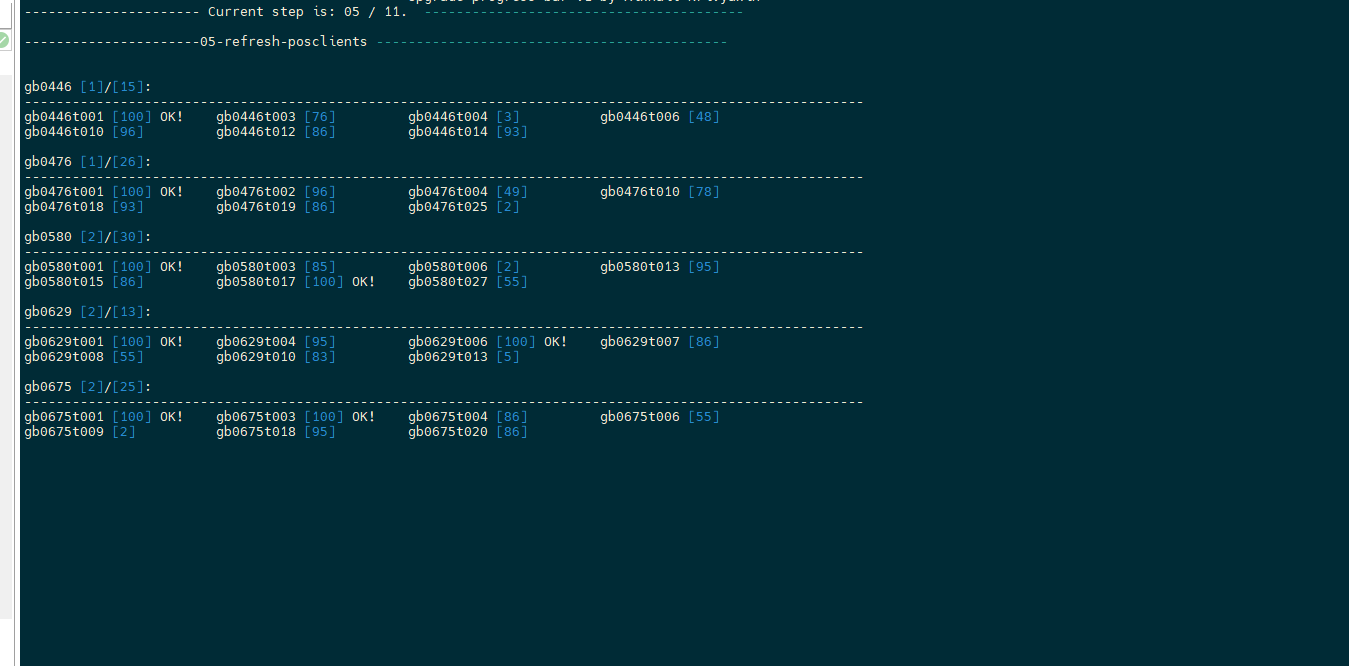 --------------------- Current step is: 05 / 11. --------------------------------------
---------------------05-refresh-posclients ------------------------------------------
gb0446 [1]/[15]:
---------------------------------------------------------------------------------------------------------
gb0446t001 [100] OK! gb0446t003 [76] gb0446t004 [3] gb0446t006 [48]
gb0446t010 [96] gb0446t012 [86] gb0446t014 [93]
gb0476 [1]/[26]:
---------------------------------------------------------------------------------------------------------
gb0476t001 [100] OK! gb0476t002 [96] gb0476t004 [49] gb0476t010 [78]
gb0476t018 [93] gb0476t019 [86] gb0476t025 [2]
gb0580 [2]/[30]:
---------------------------------------------------------------------------------------------------------
gb0580t001 [100] OK! gb0580t003 [85] gb0580t006 [2] gb0580t013 [95]
gb0580t015 [86] gb0580t017 [100] OK! gb0580t027 [55]
gb0629 [2]/[13]:
---------------------------------------------------------------------------------------------------------
gb0629t001 [100] OK! gb0629t004 [95] gb0629t006 [100] OK! gb0629t007 [86]
gb0629t008 [55] gb0629t010 [83] gb0629t013 [5]
gb0675 [2]/[25]:
---------------------------------------------------------------------------------------------------------
gb0675t001 [100] OK! gb0675t003 [100] OK! gb0675t004 [86] gb0675t006 [55]
gb0675t009 [2] gb0675t018 [95] gb0675t020 [86]